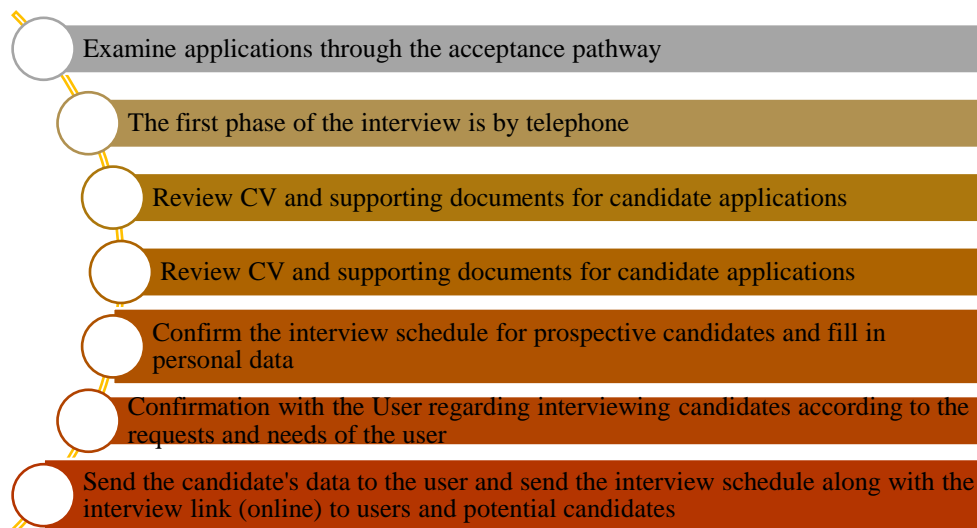 Examine applications through the acceptance pathway
The first phase of the interview is by telephone
Review CV and supporting documents for candidate applications
Review CV and supporting documents for candidate applications
Confirm the interview schedule for prospective candidates and fill in
personal data
Confirmation with the User regarding interviewing candidates according to the
requests and needs of the user
Send the candidate's data to the user and send the interview schedule along with the
interview link (online) to users and potential candidates